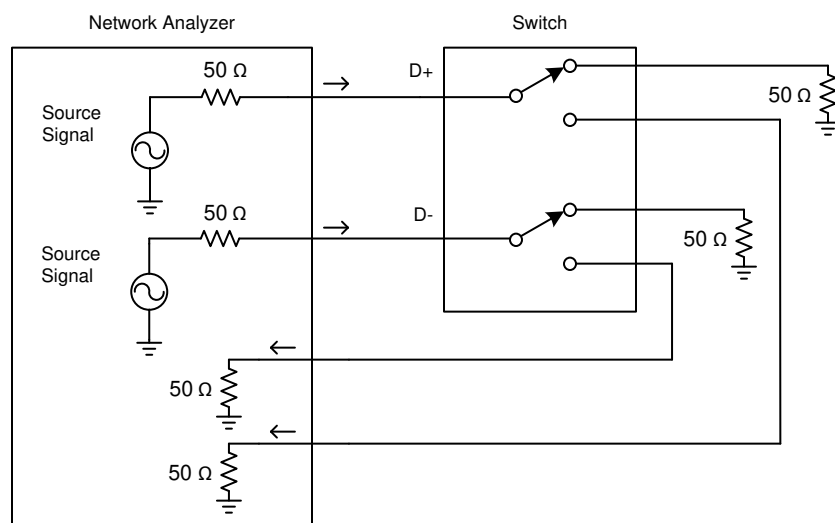 Network Analyzer
Switch
50 Ω
D+
50 Ω
Source
Signal
50 Ω
D-
50 Ω
Source
Signal
50 Ω
50 Ω